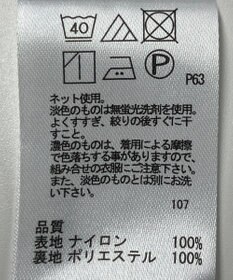 40
P
P63
ネット使用。
淡色のものは無蛍光洗剤を使用。
よくすすぎ、絞りの後すぐに干
すこと。
濃色のものは、着用による摩擦
で色落ちする事がありますので、
組み合せの衣服にご注意下さい。
また、淡色のものとは別にお洗
い下さい。
107
品質
表地 ナイロン 100%
裏地 ポリエステル 100%